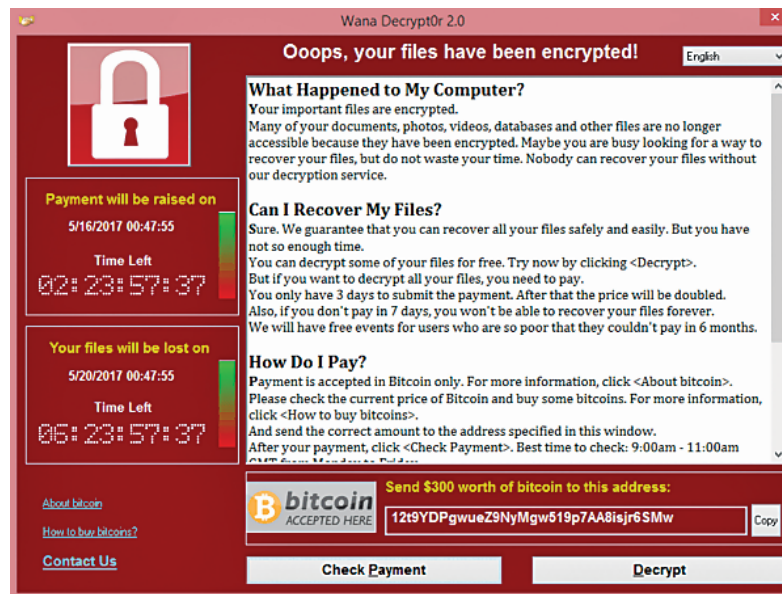 Wana Decrypt0r 2.0
Ooops, your files have been encrypted!
English
Payment will be raised on
5/16/2017 00:47:55
Time Left
02:23:57:37
Your files will be lost on
5/20/2017 00:47:55
Time Left
06:23:57:37
About bitcoin
How to buy bitcoins?
Contact Us
What Happened to My Computer?
Your important files are encrypted.
Many of your documents, photos, videos, databases and other files are no longer
accessible because they have been encrypted. Maybe you are busy looking for a way to
recover your files, but do not waste your time. Nobody can recover your files without
our decryption service.
Can I Recover My Files?
Sure. We guarantee that you can recover all your files safely and easily. But you have
not so enough time.
You can decrypt some of your files for free. Try now by clicking <Decrypt>.
But if you want to decrypt all your files, you need to pay.
You only have 3 days to submit the payment. After that the price will be doubled.
Also, if you don't pay in 7 days, you won't be able to recover your files forever.
We will have free events for users who are so poor that they couldn't pay in 6 months.
How Do I Pay?
Payment is accepted in Bitcoin only. For more information, click <About bitcoin>.
Please check the current price of Bitcoin and buy some bitcoins. For more information,
click <How to buy bitcoins>.
And send the correct amount to the address specified in this window.
After your payment, click <Check Payment>. Best time to check: 9:00am - 11:00am
GMT from Monday to Friday
bitcoin
ACCEPTED HERE
Send $300 worth of bitcoin to this address:
12t9YDPgwueZ9NyMgw519p7AA8isjr6SMw
Copy
Check Payment
Decrypt